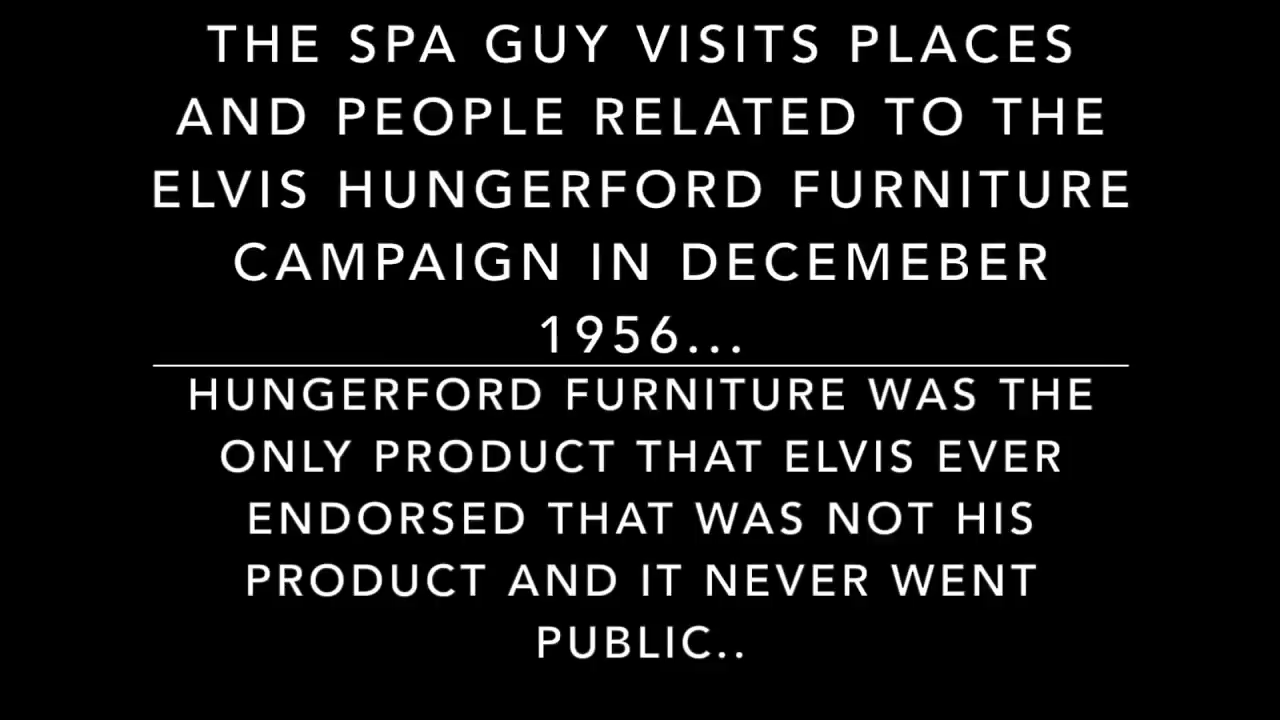 THE SPA GUY VISITS PLACES
AND PEOPLE RELATED TO THE
ELVIS HUNGERFORD FURNITURE
CAMPAIGN IN DECEMEBER
1956...
HUNGERFORD FURNITURE WAS THE
ONLY PRODUCT THAT ELVIS EVER
ENDORSED THAT WAS NOT HIS
PRODUCT AND IT NEVER WENT
PUBLIC..